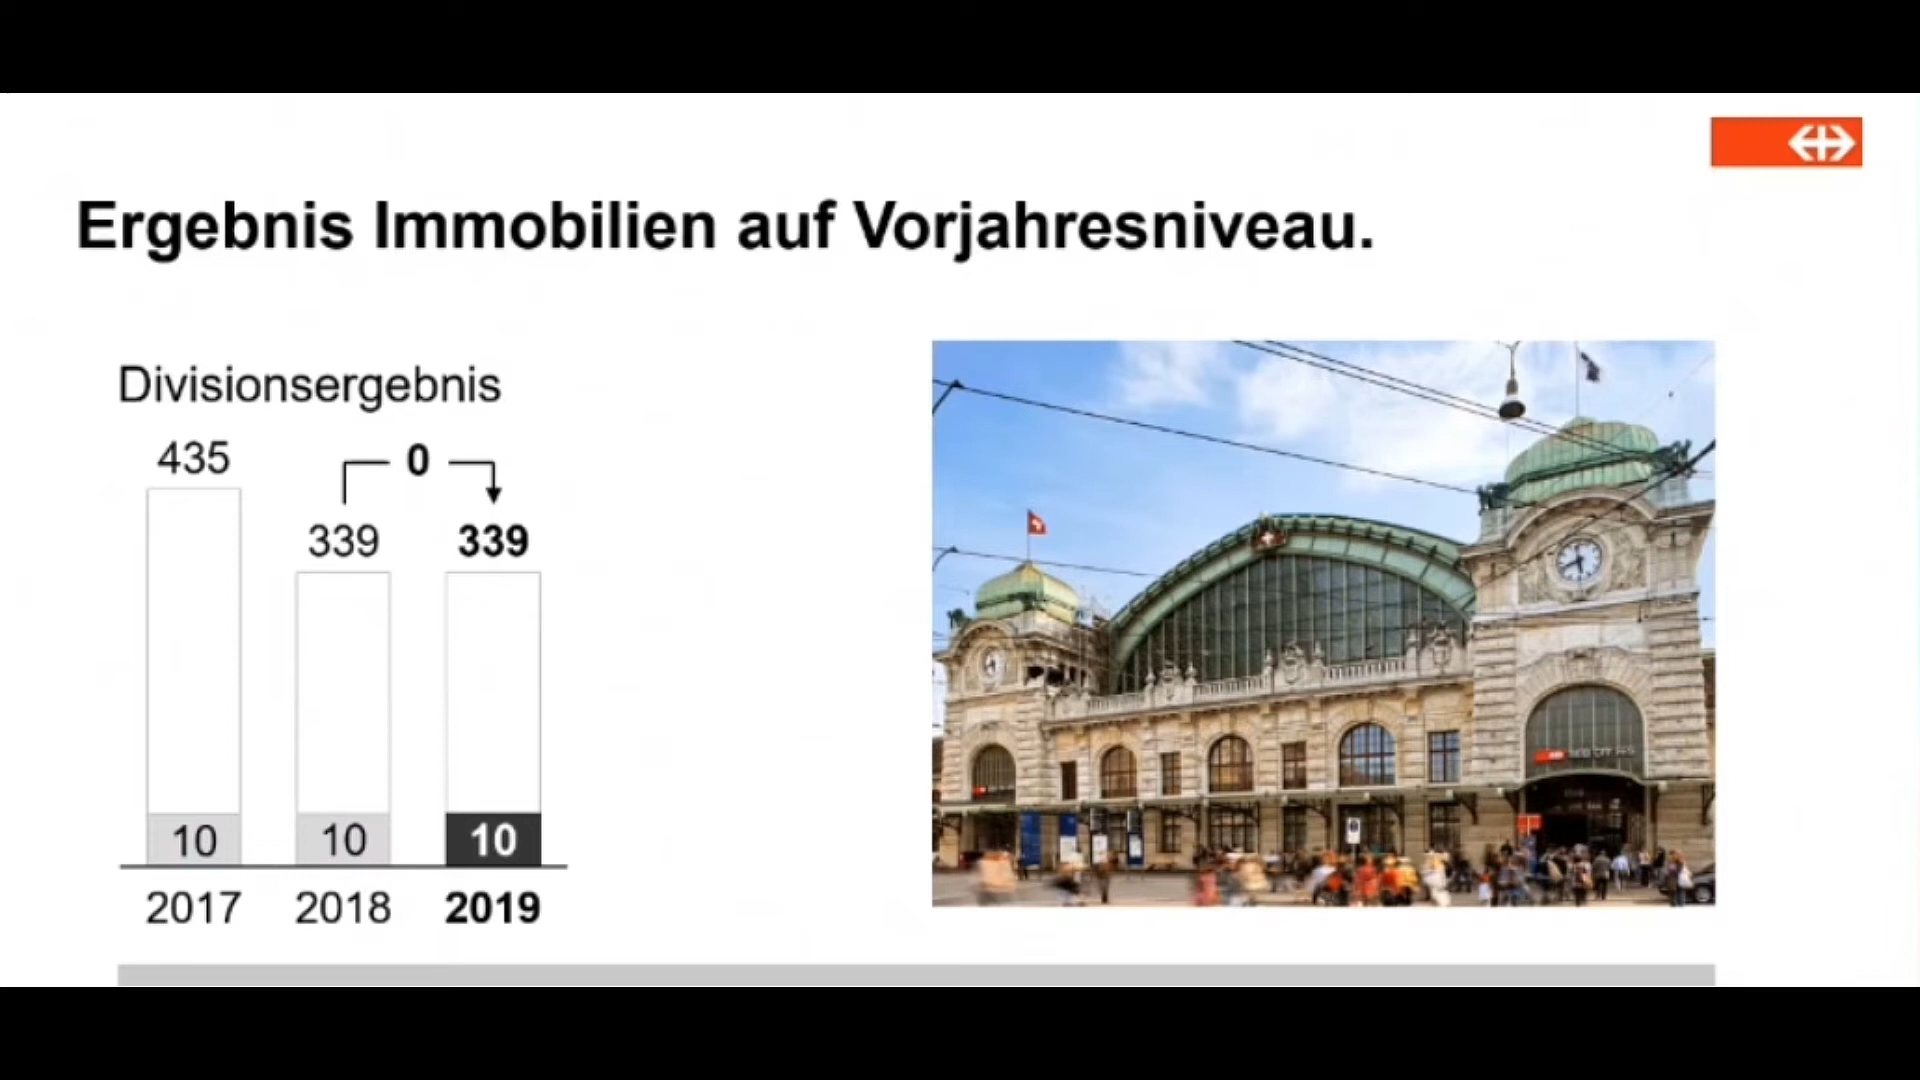 Ergebnis Immobilien auf Vorjahresniveau.
Divisionsergebnis
435
0
339
339
10
10
10
2017 2018 2019